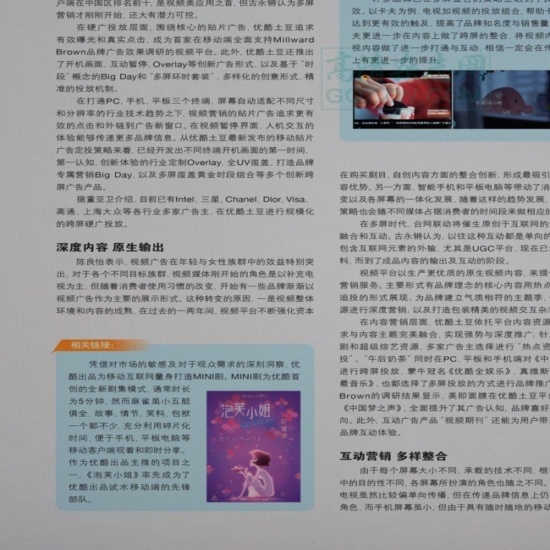 户端在中国区排名前十, 是视频类应用之首, 但古永锵认为多屏
营销才刚刚开始, 还大有潜力可挖。
在硬广投放层面, 围绕核心的贴片广告, 优酷土豆追求
有效曝光和真实点击, 成为首家在移动端全面支持Millward
Brown品牌广告效果调研的视频平台。此外, 优酷土豆还推出
了开机画面, 互动暂停, Overlay等创新广告形式, 以及基于“时
段”概念的Big Day和“多屏环时套装”, 多样化的创意形式, 精
准的投放机制。
在打通PC、手机、平板三个终端、屏幕自动适配不同尺寸
和分辨率的行业技术趋势之下, 视频营销的贴片广告追求更有
效的点击和外链到广告新窗口, 在视频暂停界面, 人机交互的
体验能够传递更多品牌信息。从优酷土豆最新发布的移动贴片
广告定投策略来看, 已经开发出不同终端开机画面的第一时间,
第一认知, 创新体验的行业定制Overlay, 全UV覆盖, 打造品牌
专属营销Big Day, 以及多屏覆盖黄金时段组合等多个创新跨
屏广告产品。
据董亚卫介绍, 目前已有Intel, 三星, Chanel, Dior, Visa,
高通, 上海大众等各行业多家广告主, 在优酷土豆进行规模化
的跨屏硬广投放。
深度内容 原生输出
陈良怡表示, 视频广告在年轻与女性族群中的效益特别突
出, 对于各个不同目标族群, 视频媒体刚开始的角色是以补充电
视为主, 但随着消费者使用习惯的改变, 开始有一些品牌渐渐以
视频广告作为主要的展示形式。这种转变的原因, 一是视频整体
环境和内容的成熟, 在过去的一两年间, 视频平台不断强化资本
相关链接:
凭借对市场的敏感及对于观众需求的深刻洞察, 优
酷出品为移动互联网量身打造MINI剧。MINI剧为优酷首
创的全新剧集模式, 通常时长
为5分钟, 然而麻雀虽小五脏
俱全, 故事, 情节, 笑料, 包袱
一个都不少, 充分利用碎片化
时间, 便于手机, 平板电脑等
移动客户端观看和即时分享。
作为优酷出品主推的项目之
一, 《泡芙小姐》率先成为了
优酷出品试水移动端的先锋
部队。
泡芙小姐
效。以卡夫为例, 电视加视频的投放组合, 帮助卡
达到更有效的触及, 提高了品牌知名度与销售量
夫更进一步在内容上做了跨屏的整合, 将视频内
视内容做了进一步打通与互动, 相信一定会在传
上有更进一步的提升。
在购买剧目, 自创内容方面的整合创新, 形成最吸引
容优势。另一方面, 智能手机和平板电脑等带动了消
变以及各屏幕的一体化发展, 随着这样的趋势发展,
策略也会随不同媒体占据消费者的时间段来做相应
在多屏时代, 台网联动将催生原创于互联网的
融合和互动。古永锵认为, 以往这种互动都是单向的
包含互联网元素的外输, 尤其是UGC平台, 现在已
料, 而到了成品内容的输出及互动的阶段。
视频平台以生产更优质的原生视频内容, 来提
营销服务。主要形式有品牌理念的核心内容用热点
追投的形式展现, 为品牌建立气质相符的主题季,
源进行深度营销, 以及打造包装精美的视频交互杂
在内容营销层面, 优酷土豆依托平台内容资源
求与内容主题完美融合, 实现强势与深度推广, 针
剧和超级综艺资源, 多家广告主选择进行“热点资
投”。“午后奶茶”同时在PC, 平板和手机端对《中
进行跨屏投放, 蒙牛冠名《优酷全娱乐》, 真维斯
最音乐》, 也都选择了多屏投放的方式进行品牌推广
Brown的调研结果显示, 美即面膜在优酷土豆平台
《中国梦之声》, 全面提升了其广告认知, 品牌喜好
向。此外, 互动广告产品“视频期刊”还能为用户带
品牌互动体验。
互动营销 多样整合
由于每个屏幕大小不同, 承载的技术不同, 根
中的目的性不同, 各屏幕所扮演的角色也随之不同。
电视虽然比较偏单向传播, 但在传递品牌信息上仍
角色, 而手机屏幕虽小, 但由于具有随时随地的移动